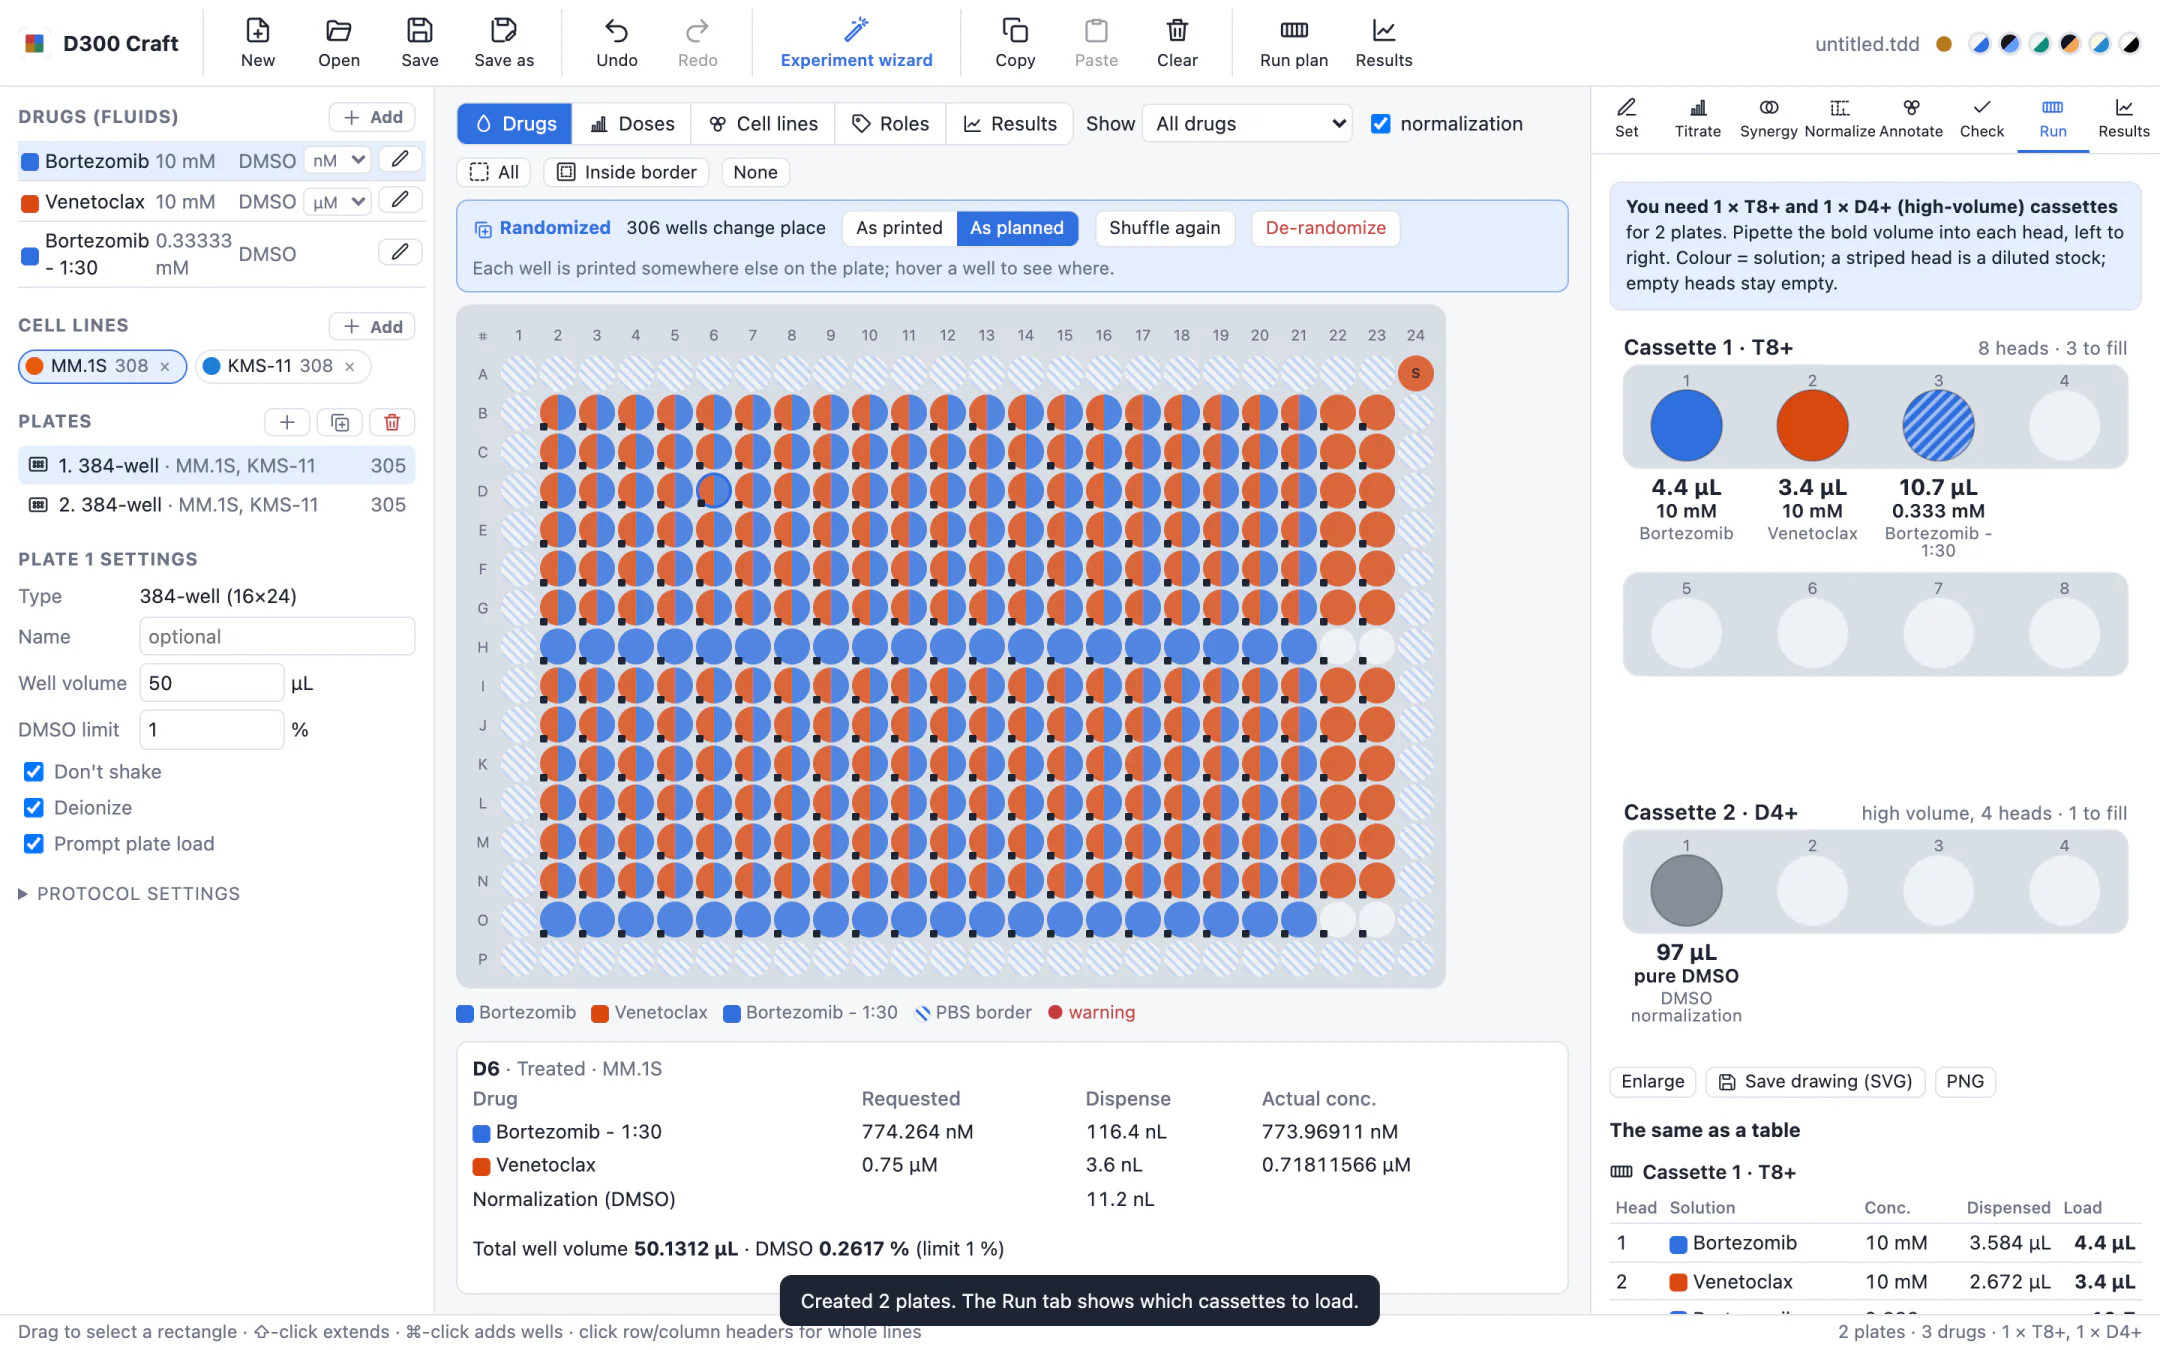 D300 Craft
New
Open
Save
Save as
Undo
Redo
Experiment wizard
Copy
Paste
Clear
Run plan
Results
untitled.tdd
DRUGS (FLUIDS)
Add
Bortezomib 10 mM DMSO nM
Venetoclax 10 mM DMSO µM
Bortezomib - 1:30 0.33333 mM DMSO
CELL LINES
Add
MM.1S 308 ×
KMS-11 308 ×
PLATES
1. 384-well · MM.1S, KMS-11 305
2. 384-well · MM.1S, KMS-11 305
PLATE 1 SETTINGS
Type 384-well (16×24)
Name optional
Well volume 50 µL
DMSO limit 1 %
Don't shake
Deionize
Prompt plate load
PROTOCOL SETTINGS
Drugs
Doses
Cell lines
Roles
Results
Show All drugs
normalization
All
Inside border
None
Randomized 306 wells change place
As printed
As planned
Shuffle again
De-randomize
Each well is printed somewhere else on the plate; hover a well to see where.
# 1 2 3 4 5 6 7 8 9 10 11 12 13 14 15 16 17 18 19 20 21 22 23 24
A S
B
C
D
E
F
G
H
I
J
K
L
M
N
O
P
Bortezomib
Venetoclax
Bortezomib - 1:30
PBS border
warning
D6 · Treated · MM.1S
Drug Requested Dispense Actual conc.
Bortezomib - 1:30 774.264 nM 116.4 nL 773.96911 nM
Venetoclax 0.75 µM 3.6 nL 0.71811566 µM
Normalization (DMSO) 11.2 nL
Total well volume 50.1312 µL · DMSO 0.2617 % (limit 1 %)
Created 2 plates. The Run tab shows which cassettes to load.
Set
Titrate
Synergy
Normalize
Annotate
Check
Run
Results
You need 1 × T8+ and 1 × D4+ (high-volume) cassettes
for 2 plates. Pipette the bold volume into each head, left to
right. Colour = solution; a striped head is a diluted stock;
empty heads stay empty.
Cassette 1 · T8+ 8 heads · 3 to fill
1 2 3 4
4.4 µL 3.4 µL 10.7 µL
10 mM 10 mM 0.333 mM
Bortezomib Venetoclax Bortezomib -
1:30
5 6 7 8
Cassette 2 · D4+ high volume, 4 heads · 1 to fill
1 2 3 4
97 µL
pure DMSO
DMSO
normalization
Enlarge
Save drawing (SVG)
PNG
The same as a table
Cassette 1 · T8+
Head Solution Conc. Dispensed Load
1 Bortezomib 10 mM 3.584 µL 4.4 µL
2 Venetoclax 10 mM 2.672 µL 3.4 µL
Drag to select a rectangle · ⇧-click extends · ⌘-click adds wells · click row/column headers for whole lines
2 plates · 3 drugs · 1 × T8+, 1 × D4+